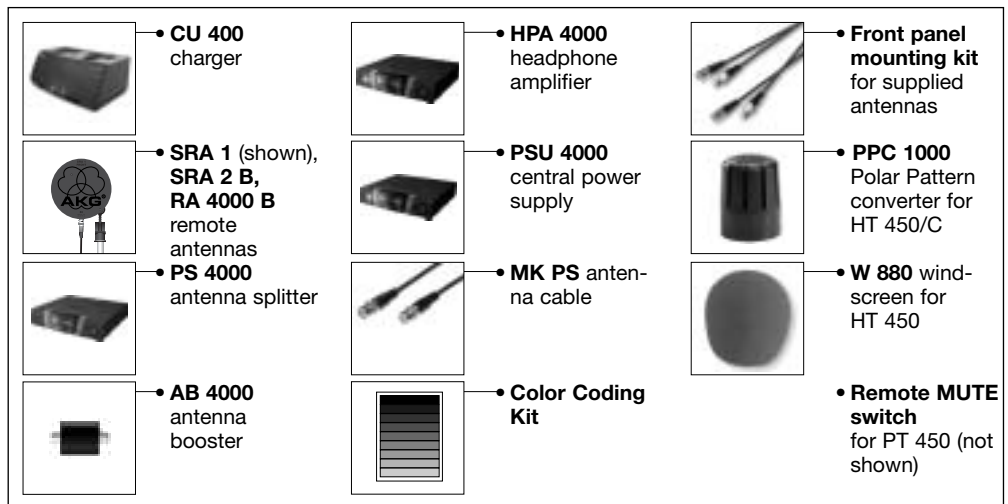 • CU 400
charger
• SRA 1 (shown),
SRA 2 B,
RA 4000 B
remote
antennas
AKG
• PS 4000
antenna splitter
• AB 4000
antenna
booster
• HPA 4000
headphone
amplifier
• PSU 4000
central power
supply
• MK PS anten-
na cable
• Color Coding
Kit
• Front panel
mounting kit
for supplied
antennas
• PPC 1000
Polar Pattern
converter for
HT 450/C
• W 880 wind-
screen for
HT 450
• Remote MUTE
switch
for PT 450 (not
shown)